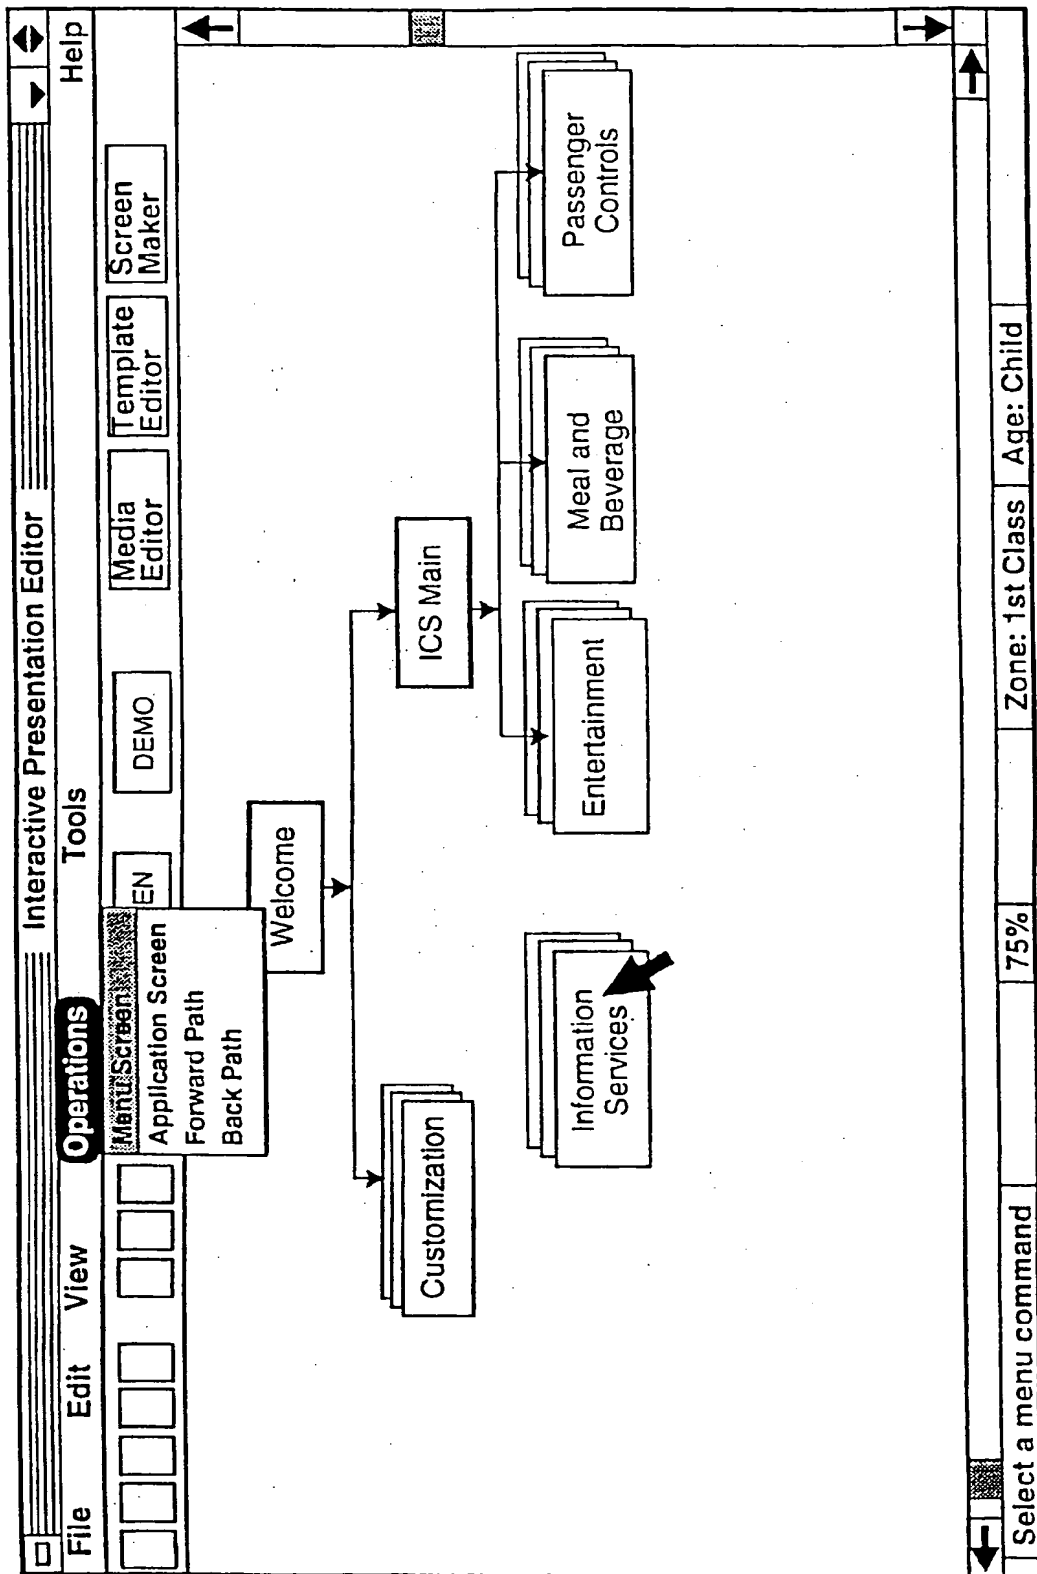 Interactive Presentation Editor
File Edit View Operations Tools Help
Menu Screen
Application Screen
Forward Path
Back Path
EN
DEMO
Media
Editor
Template
Editor
Screen
Maker
Welcome
Customization
ICS Main
Information
Services
Entertainment
Meal and
Beverage
Passenger
Controls
Select a menu command 75% Zone: 1st Class Age: Child